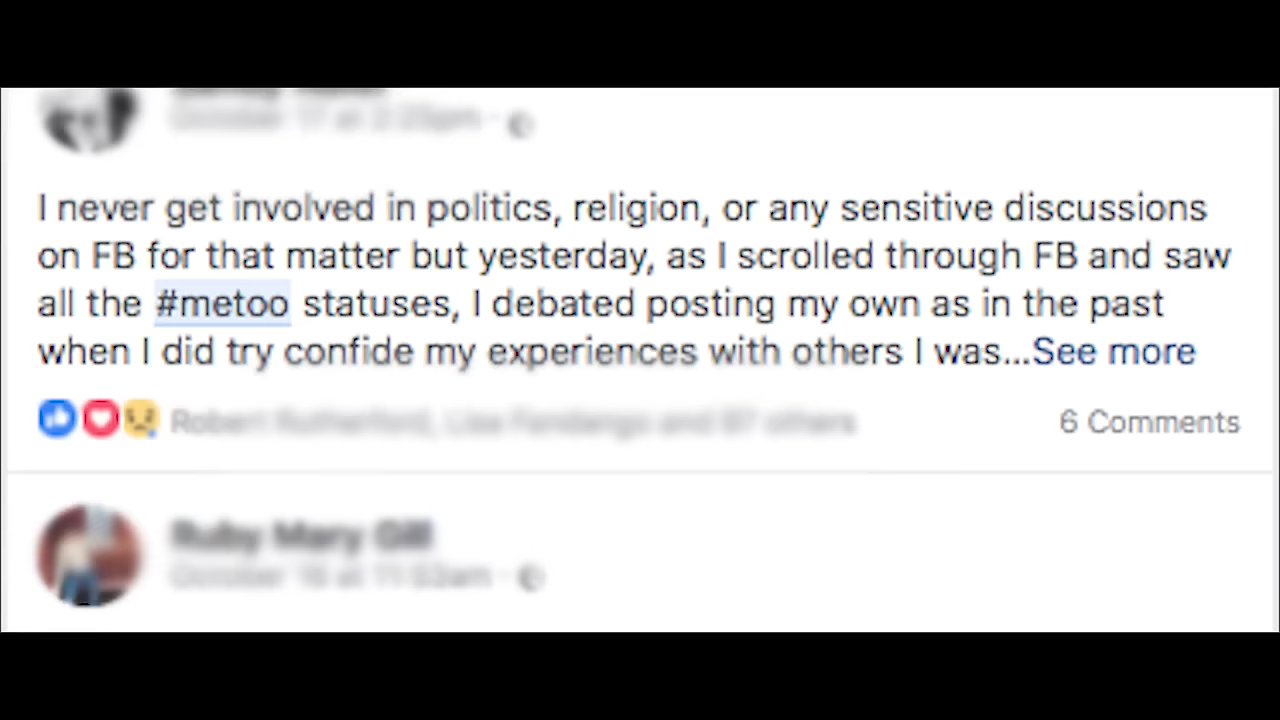 I never get involved in politics, religion, or any sensitive discussions
on FB for that matter but yesterday, as I scrolled through FB and saw
all the #metoo statuses, I debated posting my own as in the past
when I did try confide my experiences with others I was...See more
6 Comments